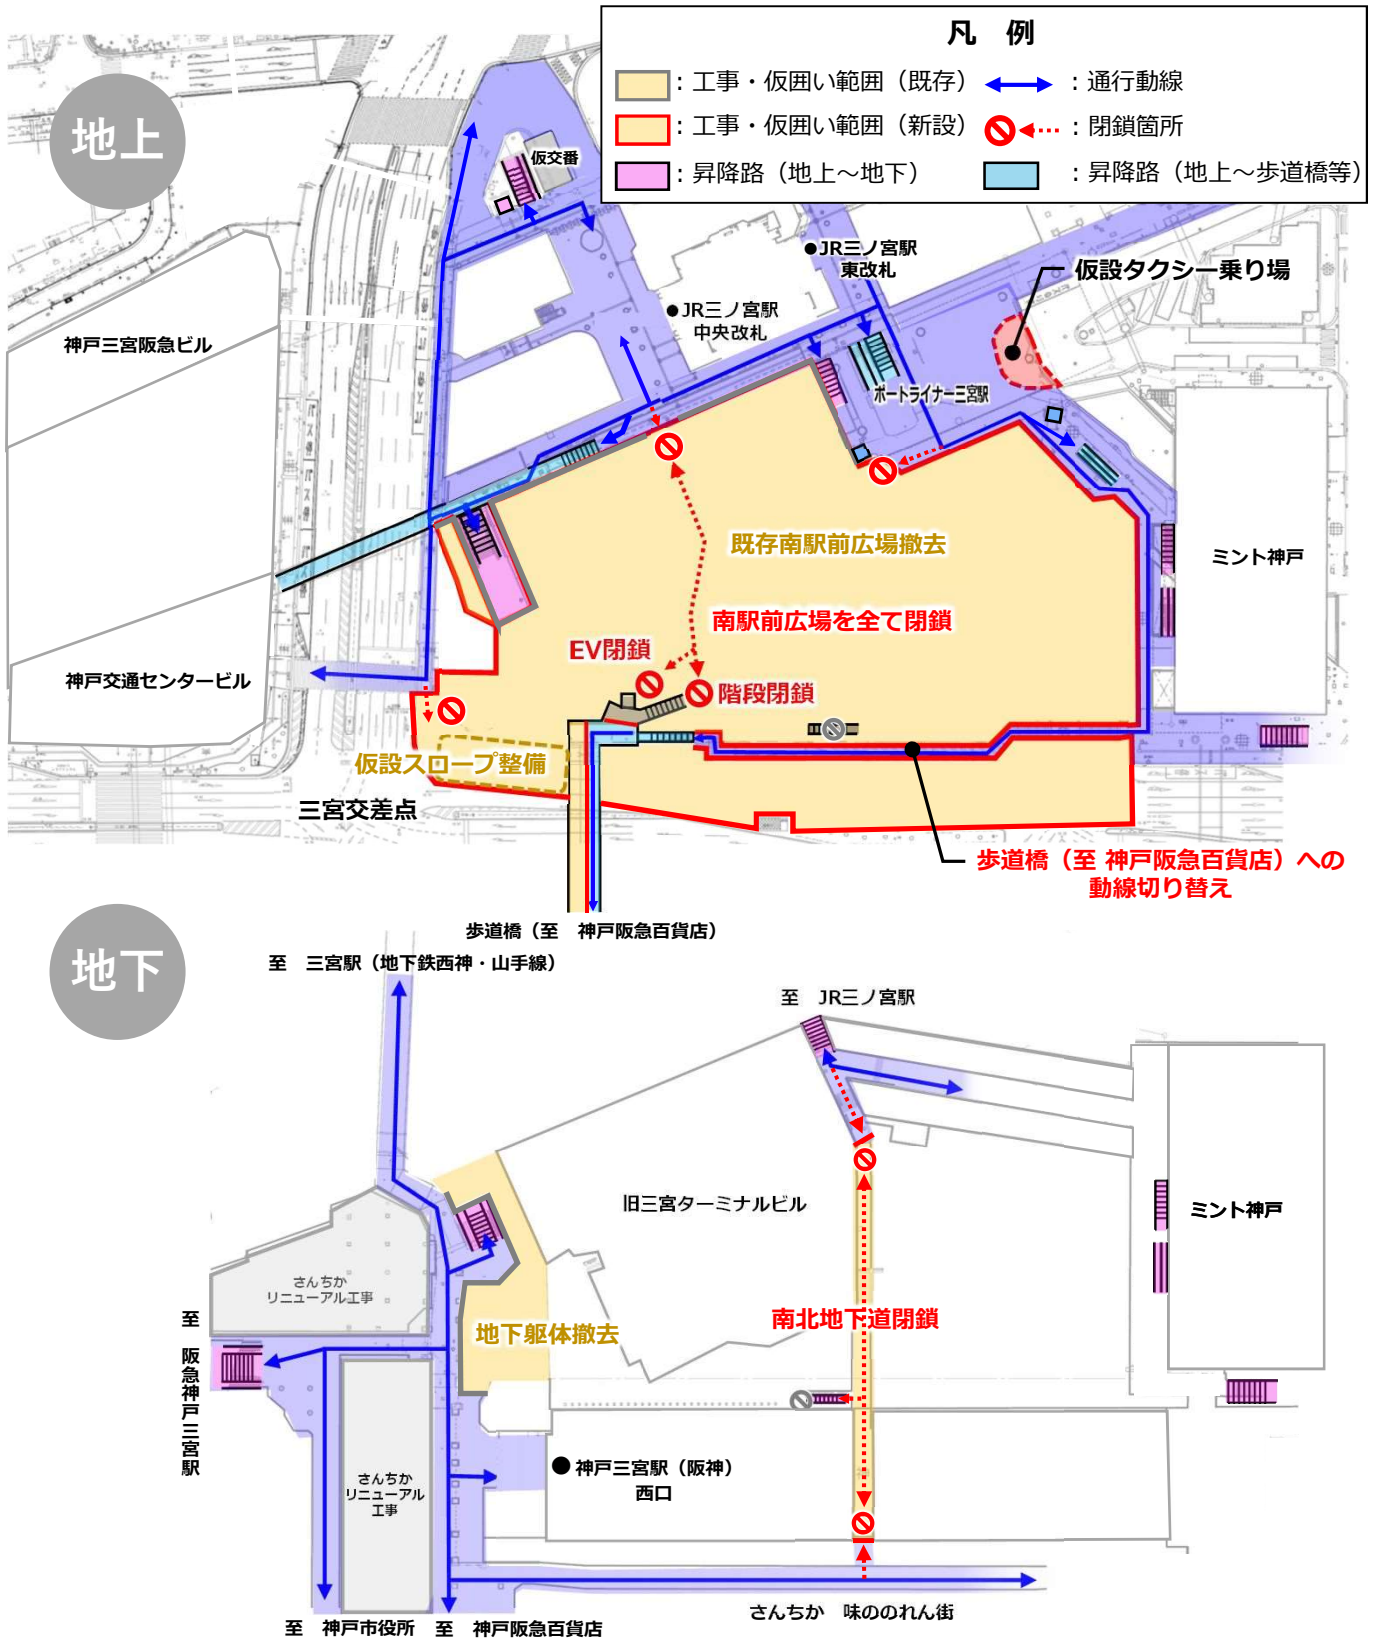 凡　例
：工事・仮囲い範囲（既存）
：通行動線
：工事・仮囲い範囲（新設）
：閉鎖箇所
：昇降路（地上～地下）
：昇降路（地上～歩道橋等）
地上
仮交番
●JR三ノ宮駅
東改札
仮設タクシー乗り場
●JR三ノ宮駅
中央改札
神戸三宮阪急ビル
ポートライナー三宮駅
既存南駅前広場撤去
ミント神戸
南駅前広場を全て閉鎖
EV閉鎖
階段閉鎖
神戸交通センタービル
仮設スロープ整備
三宮交差点
歩道橋（至 神戸阪急百貨店）への
動線切り替え
歩道橋（至　神戸阪急百貨店）
地下
至　三宮駅（地下鉄西神・山手線）
至　JR三ノ宮駅
旧三宮ターミナルビル
ミント神戸
さんちか
リニューアル工事
南北地下道閉鎖
地下躯体撤去
至　阪急神戸三宮駅
●神戸三宮駅（阪神）
西口
さんちか
リニューアル
工事
さんちか　味ののれん街
至　神戸市役所
至　神戸阪急百貨店